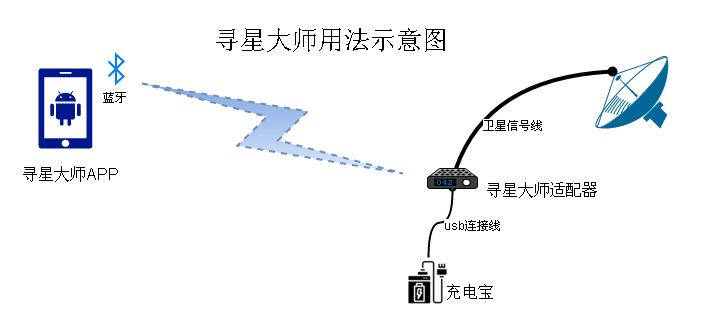 寻星大师用法示意图
蓝牙
寻星大师APP
卫星信号线
042
寻星大师适配器
usb连接线
充电宝